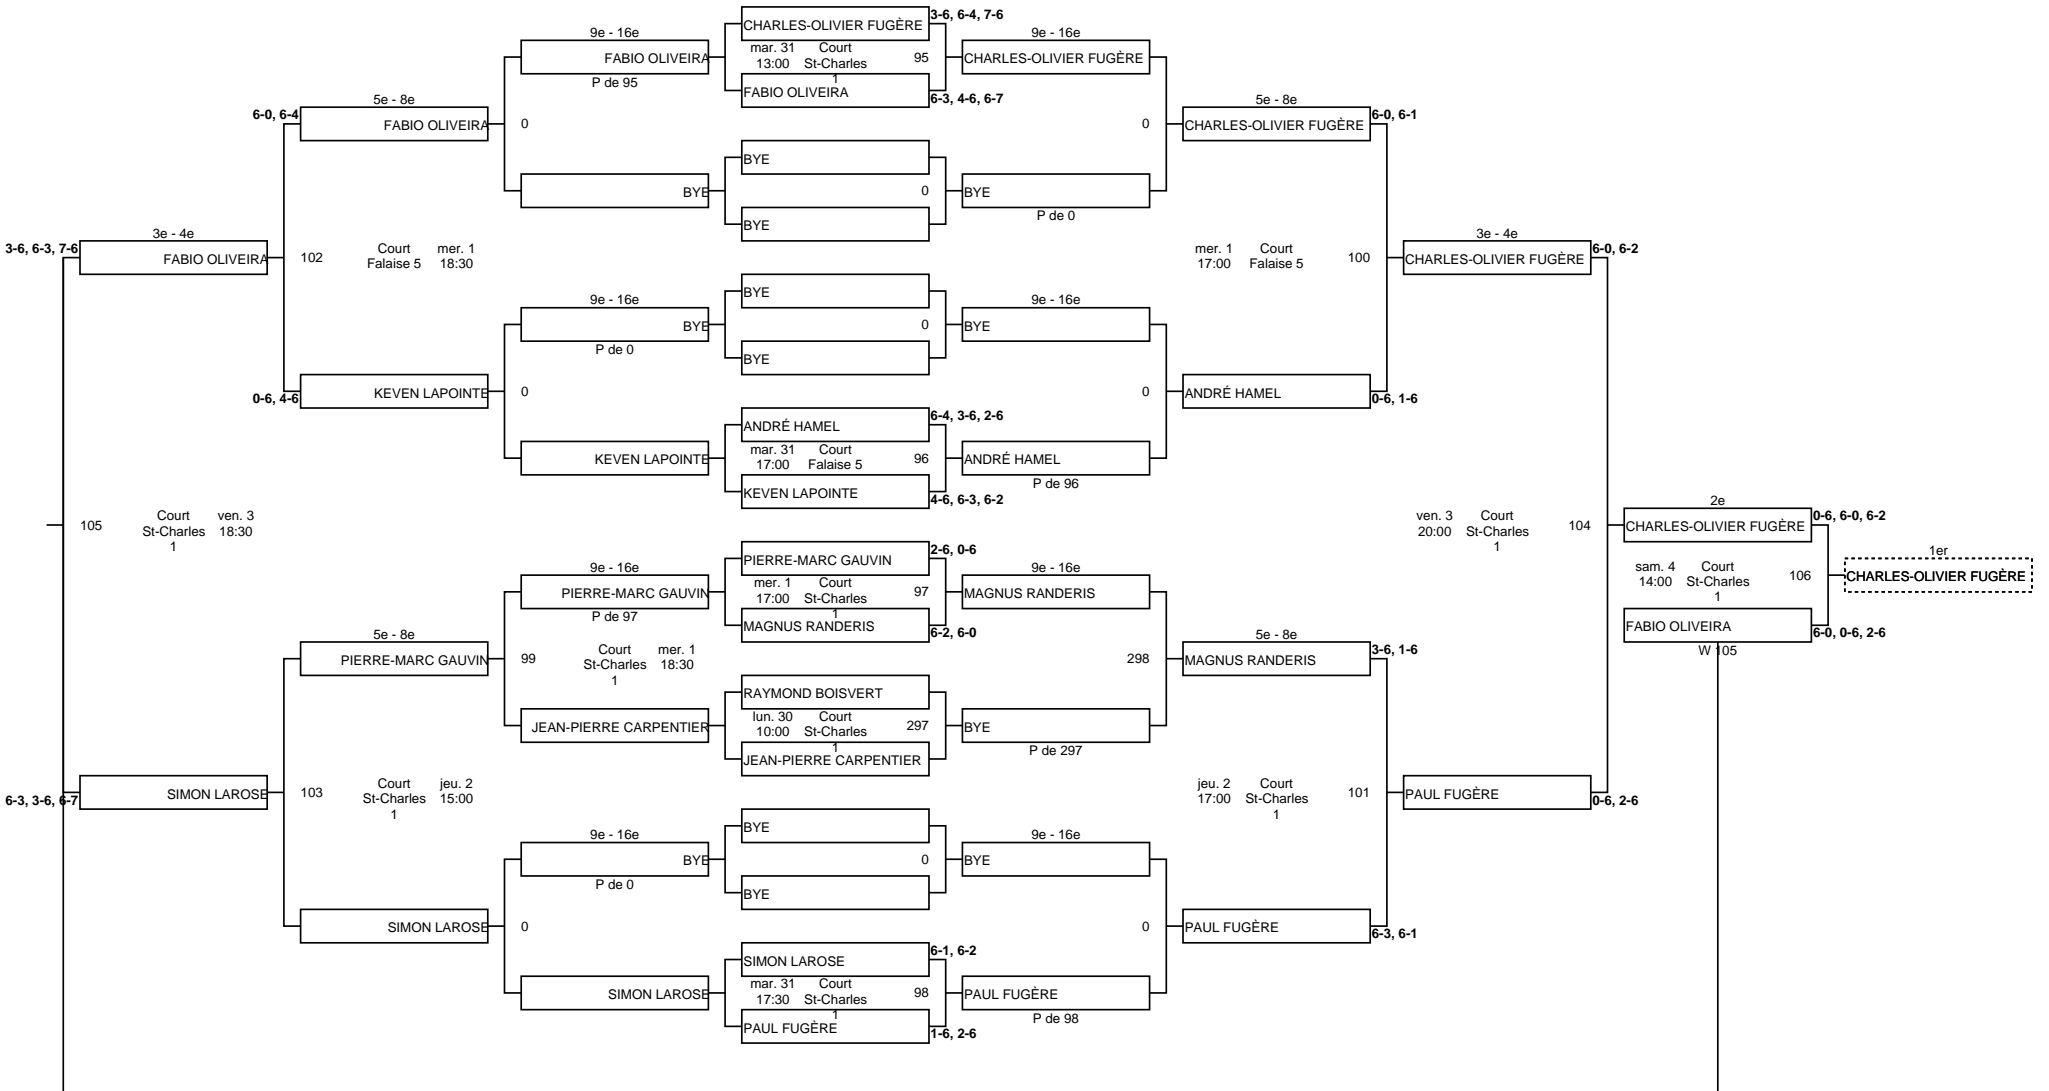 9e - 16e
CHARLES-OLIVIER FUGÈRE
3-6, 6-4, 7-6
9e - 16e
FABIO OLIVEIRA
mar. 31 Court
13:00 St-Charles
1
95
CHARLES-OLIVIER FUGÈRE
P de 95
FABIO OLIVEIRA
6-3, 4-6, 6-7
5e - 8e
5e - 8e
6-0, 6-4
FABIO OLIVEIRA
0
0
CHARLES-OLIVIER FUGÈRE
6-0, 6-1
BYE
BYE
0
BYE
P de 0
BYE
3e - 4e
3e - 4e
3-6, 6-3, 7-6
FABIO OLIVEIRA
102
Court mer. 1
Falaise 5 18:30
mer. 1 Court
17:00 Falaise 5
100
CHARLES-OLIVIER FUGÈRE
6-0, 6-2
9e - 16e
BYE
9e - 16e
BYE
0
BYE
P de 0
BYE
0-6, 4-6
KEVEN LAPOINTE
0
0
ANDRÉ HAMEL
0-6, 1-6
ANDRÉ HAMEL
6-4, 3-6, 2-6
KEVEN LAPOINTE
mar. 31 Court
17:00 Falaise 5
96
ANDRÉ HAMEL
P de 96
KEVEN LAPOINTE
4-6, 6-3, 6-2
105
Court ven. 3
St-Charles 18:30
1
ven. 3 Court
20:00 St-Charles
1
104
2e
CHARLES-OLIVIER FUGÈRE
0-6, 6-0, 6-2
1er
CHARLES-OLIVIER FUGÈRE
sam. 4 Court
14:00 St-Charles
1
106
FABIO OLIVEIRA
6-0, 0-6, 2-6
W 105
9e - 16e
PIERRE-MARC GAUVIN
2-6, 0-6
9e - 16e
PIERRE-MARC GAUVIN
mer. 1 Court
17:00 St-Charles
1
97
MAGNUS RANDERIS
P de 97
MAGNUS RANDERIS
6-2, 6-0
5e - 8e
5e - 8e
PIERRE-MARC GAUVIN
99
Court mer. 1
St-Charles 18:30
1
298
MAGNUS RANDERIS
3-6, 1-6
RAYMOND BOISVERT
JEAN-PIERRE CARPENTIER
lun. 30 Court
10:00 St-Charles
1
297
BYE
P de 297
JEAN-PIERRE CARPENTIER
6-3, 3-6, 6-7
SIMON LAROSE
103
Court jeu. 2
St-Charles 15:00
1
jeu. 2 Court
17:00 St-Charles
1
101
PAUL FUGÈRE
0-6, 2-6
9e - 16e
BYE
9e - 16e
BYE
0
BYE
P de 0
BYE
SIMON LAROSE
0
0
PAUL FUGÈRE
6-3, 6-1
SIMON LAROSE
6-1, 6-2
SIMON LAROSE
mar. 31 Court
17:30 St-Charles
1
98
PAUL FUGÈRE
P de 98
PAUL FUGÈRE
1-6, 2-6